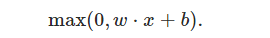 max(0, w · x + b).